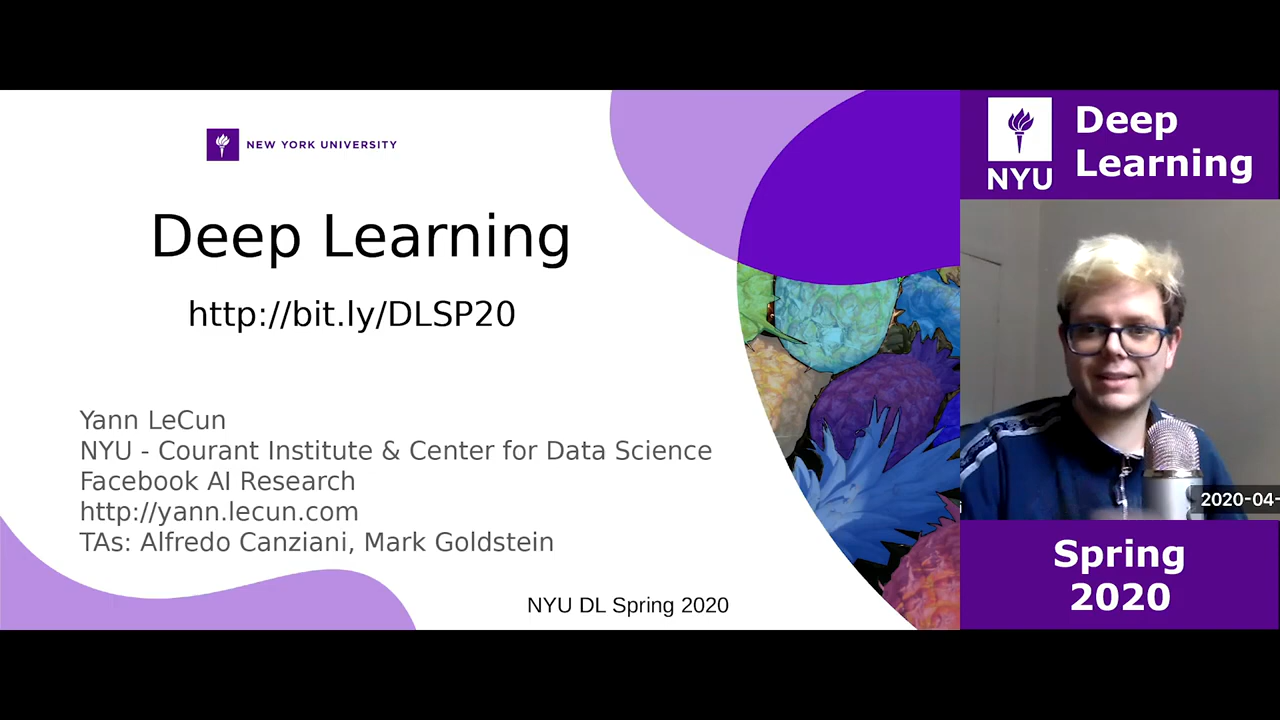 NEW YORK UNIVERSITY
Deep Learning
http://bit.ly/DLSP20
Yann LeCun
NYU - Courant Institute & Center for Data Science
Facebook AI Research
http://yann.lecun.com
TAs: Alfredo Canziani, Mark Goldstein
NYU DL Spring 2020
NYU
Deep
Learning
2020-04-
Spring
2020